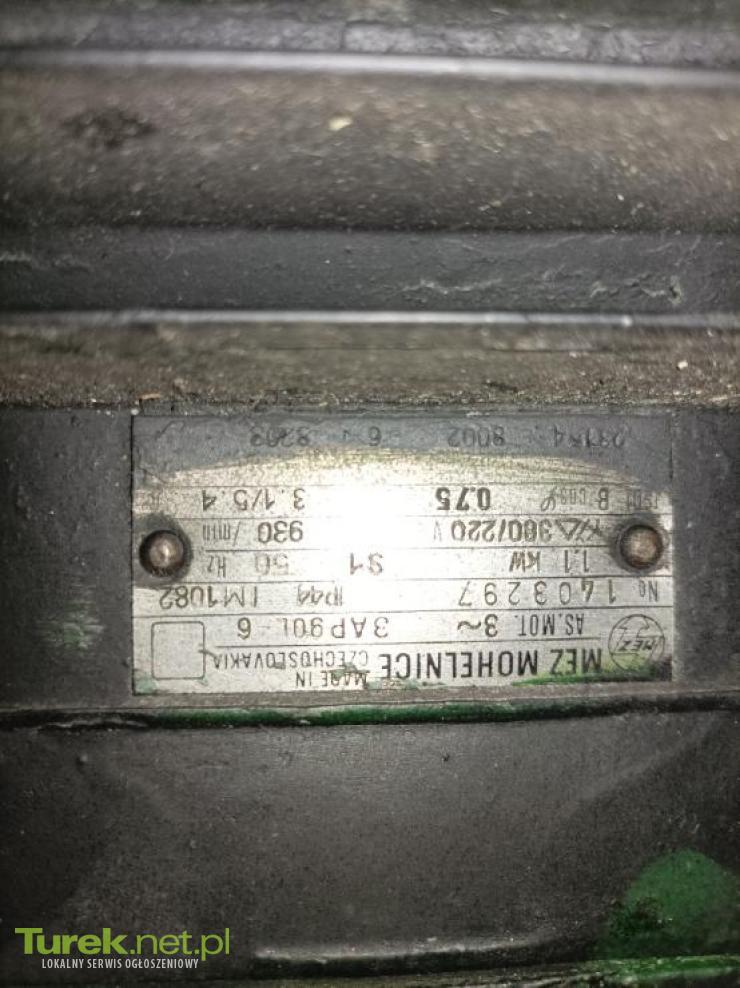 MEZ MOHELNICE MADE IN CZECHOSLOVAKIA
MEZ
AS. MOT. 3~ 3AP90L-6
No 1403297 IP44 IM1082
1.1 kW S1 50 Hz
Y/△380/220 V 930 /min
B cosφ 0.75 3.1/5.4
8002 6
Turek.net.pl
LOKALNY SERWIS OGŁOSZENIOWY